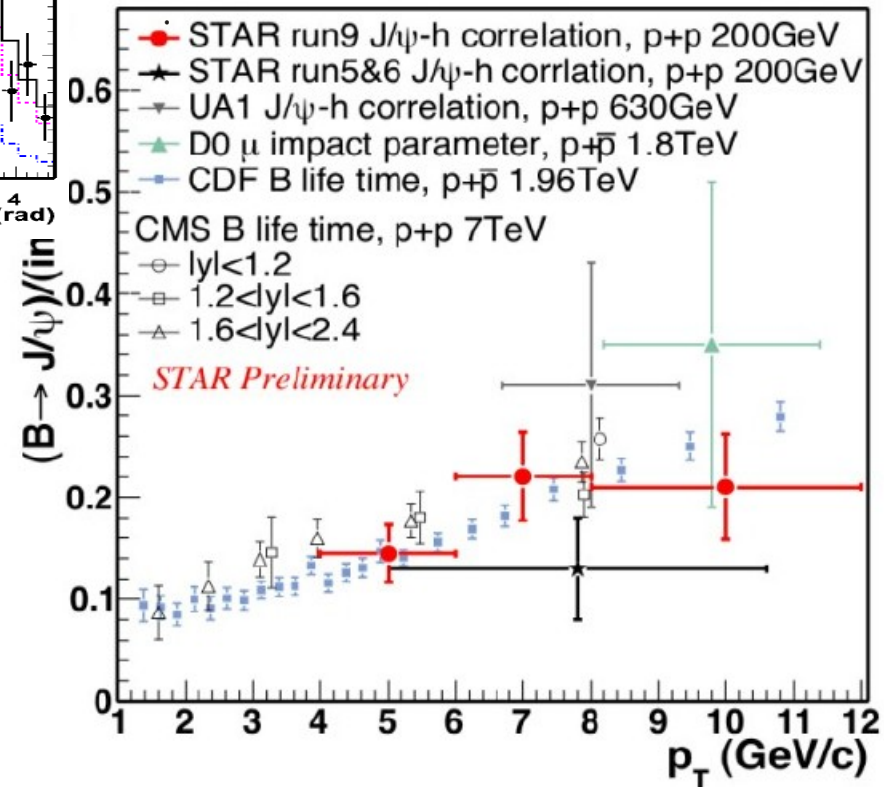 STAR run9 J/ψ-h correlation, p+p 200GeV
STAR run5&6 J/ψ-h corrlation, p+p 200GeV
UA1 J/ψ-h correlation, p+p 630GeV
D0 μ impact parameter, p+p̅ 1.8TeV
CDF B life time, p+p̅ 1.96TeV
CMS B life time, p+p 7TeV
|y|<1.2
1.2<|y|<1.6
1.6<|y|<2.4
STAR Preliminary
4
(rad)
(B→ J/ψ)/(in
0.6
0.5
0.4
0.3
0.2
0.1
0
1 2 3 4 5 6 7 8 9 10 11 12
p_T (GeV/c)